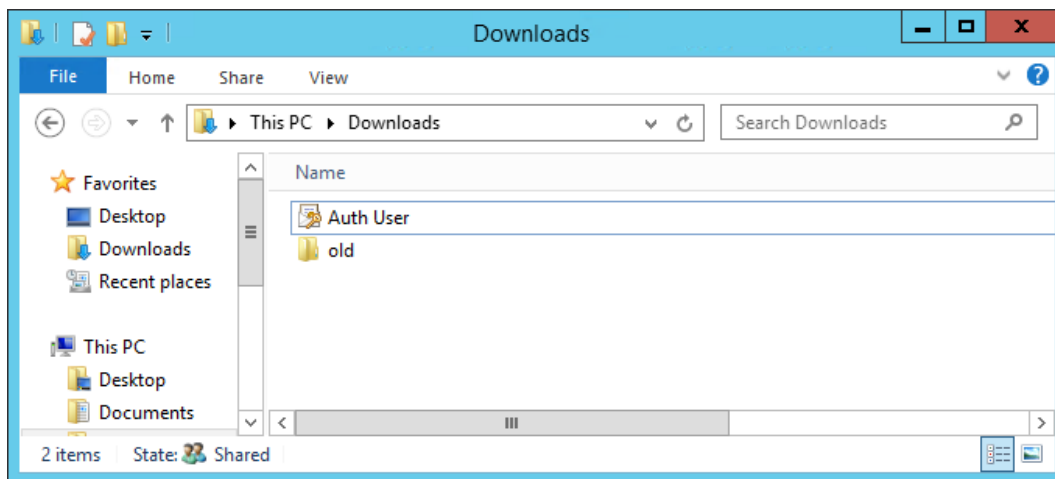 Downloads
File Home Share View
This PC Downloads Search Downloads
Favorites
Desktop
Downloads
Recent places
This PC
Desktop
Documents
Name
Auth User
old
2 items State: Shared